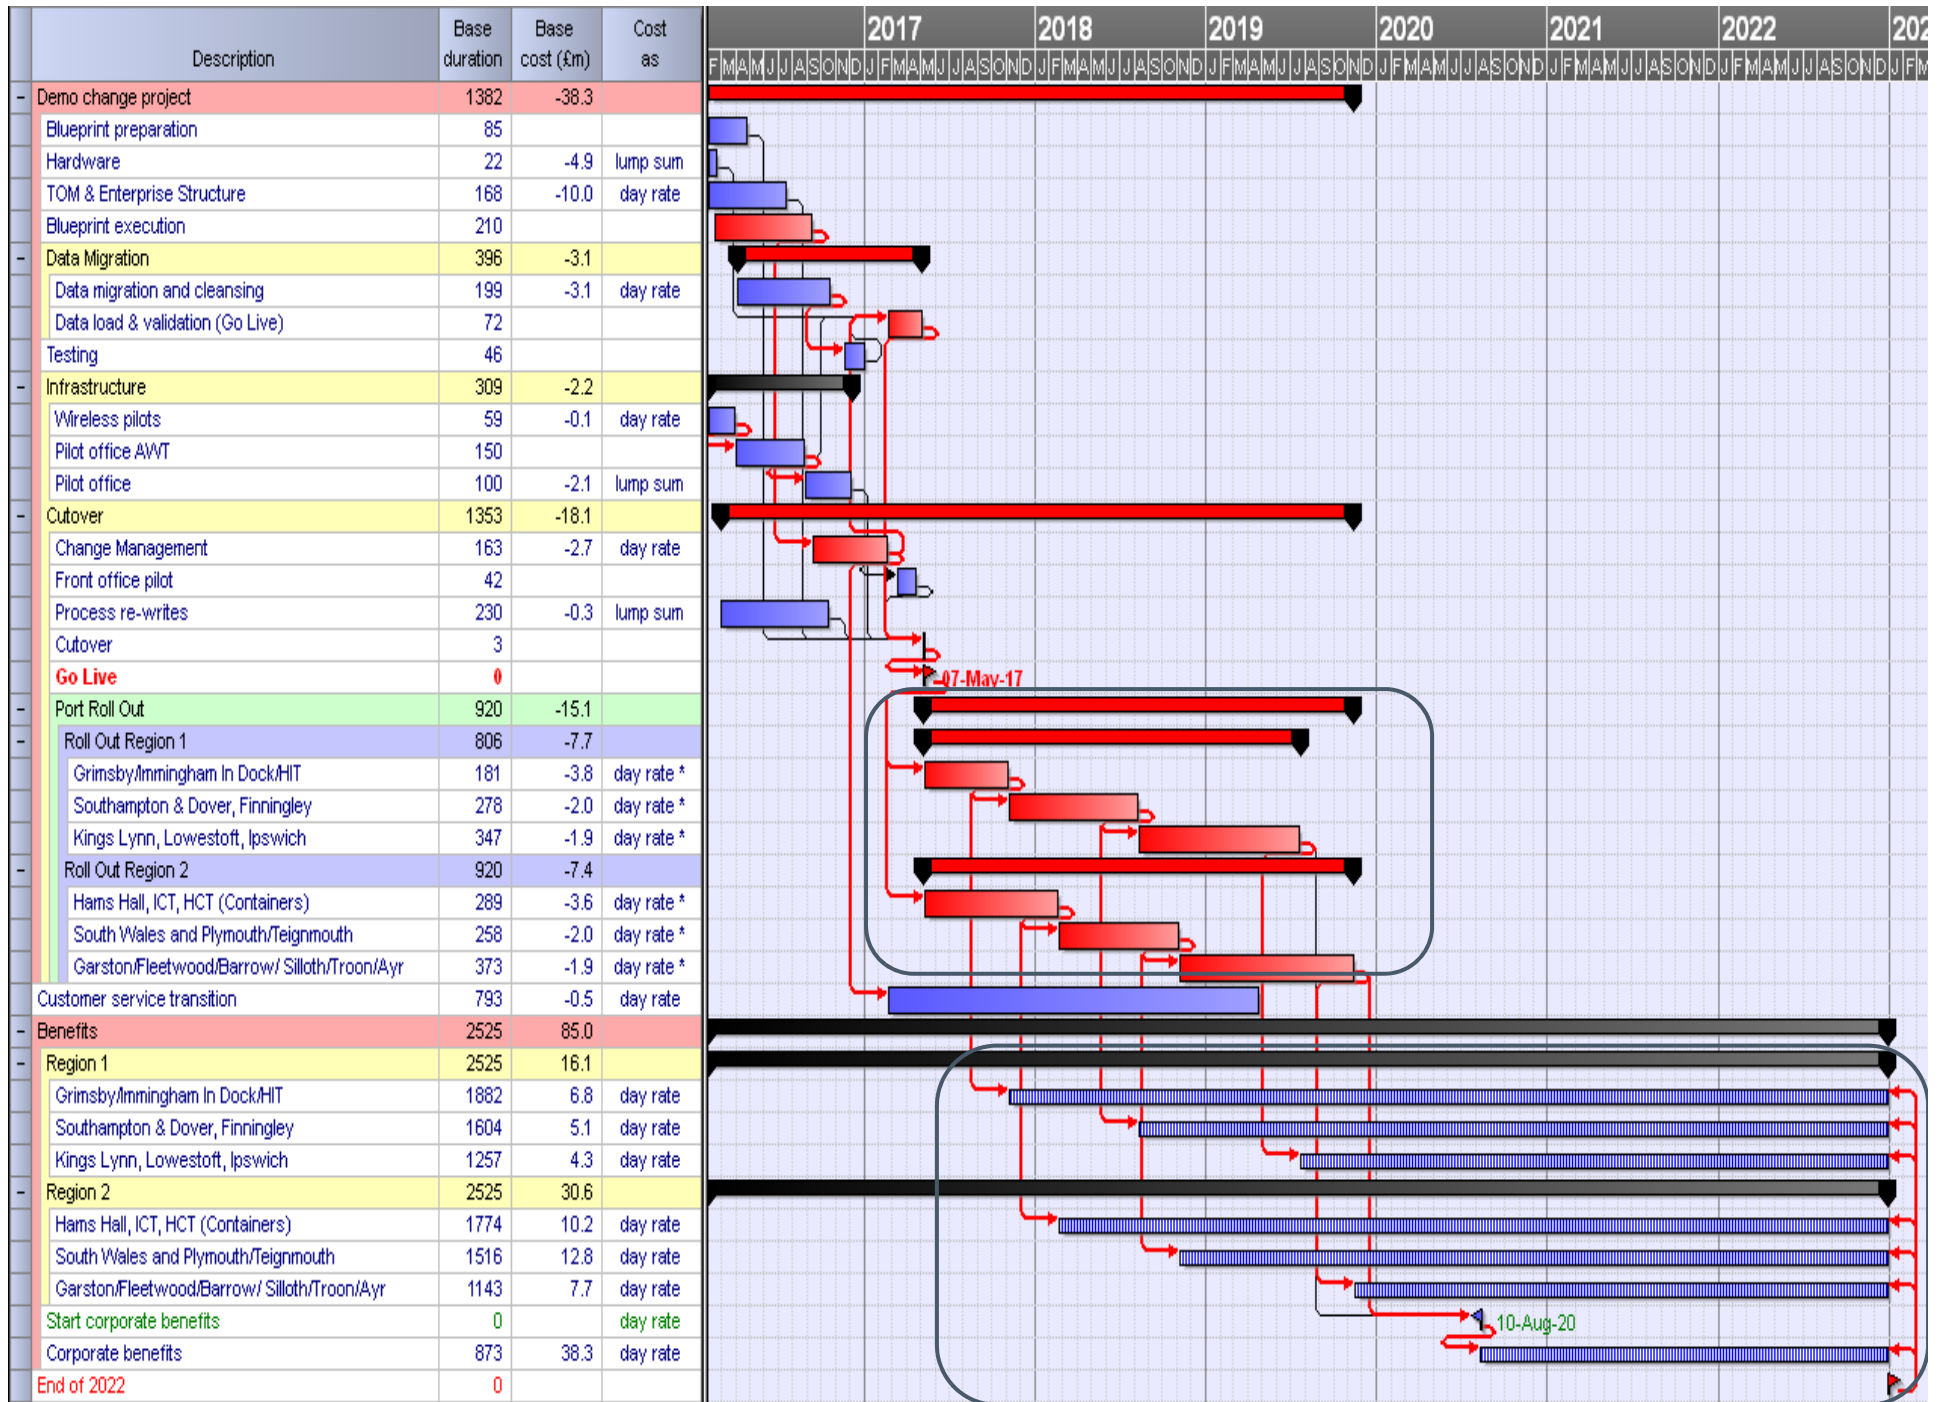 Description Base duration Base cost (£m) Cost as 2017 2018 2019 2020 2021 2022 202
F M A M J J A S O N D J F M A M J J A S O N D J F M A M J J A S O N D J F M A M J J A S O N D J F M A M J J A S O N D J F M A M J J A S O N D J F M A M J J A S O N D J F M
- Demo change project 1382 -38.3
Blueprint preparation 85
Hardware 22 -4.9 lump sum
TOM & Enterprise Structure 168 -10.0 day rate
Blueprint execution 210
- Data Migration 396 -3.1
Data migration and cleansing 199 -3.1 day rate
Data load & validation (Go Live) 72
Testing 46
- Infrastructure 309 -2.2
Wireless pilots 59 -0.1 day rate
Pilot office AWT 150
Pilot office 100 -2.1 lump sum
- Cutover 1353 -18.1
Change Management 163 -2.7 day rate
Front office pilot 42
Process re-writes 230 -0.3 lump sum
Cutover 3
Go Live 0 07-May-17
- Port Roll Out 920 -15.1
- Roll Out Region 1 806 -7.7
Grimsby/Immingham In Dock/HIT 181 -3.8 day rate *
Southampton & Dover, Finningley 278 -2.0 day rate *
Kings Lynn, Lowestoft, Ipswich 347 -1.9 day rate *
- Roll Out Region 2 920 -7.4
Hams Hall, ICT, HCT (Containers) 289 -3.6 day rate *
South Wales and Plymouth/Teignmouth 258 -2.0 day rate *
Garston/Fleetwood/Barrow/ Silloth/Troon/Ayr 373 -1.9 day rate *
Customer service transition 793 -0.5 day rate
- Benefits 2525 85.0
- Region 1 2525 16.1
Grimsby/Immingham In Dock/HIT 1882 6.8 day rate
Southampton & Dover, Finningley 1604 5.1 day rate
Kings Lynn, Lowestoft, Ipswich 1257 4.3 day rate
- Region 2 2525 30.6
Hams Hall, ICT, HCT (Containers) 1774 10.2 day rate
South Wales and Plymouth/Teignmouth 1516 12.8 day rate
Garston/Fleetwood/Barrow/ Silloth/Troon/Ayr 1143 7.7 day rate
Start corporate benefits 0 day rate 10-Aug-20
Corporate benefits 873 38.3 day rate
End of 2022 0